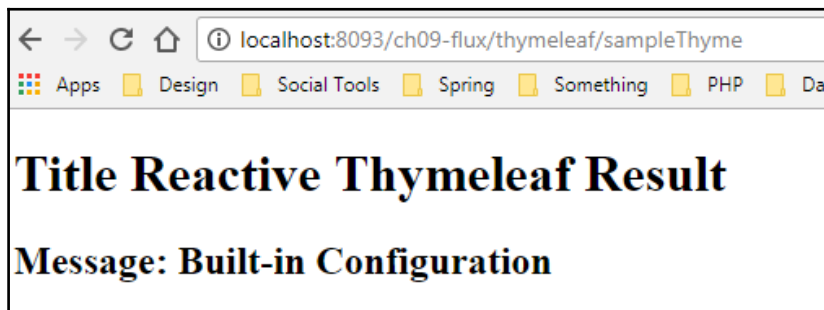 localhost:8093/ch09-flux/thymeleaf/sampleThyme
Apps Design Social Tools Spring Something PHP Da
Title Reactive Thymeleaf Result
Message: Built-in Configuration